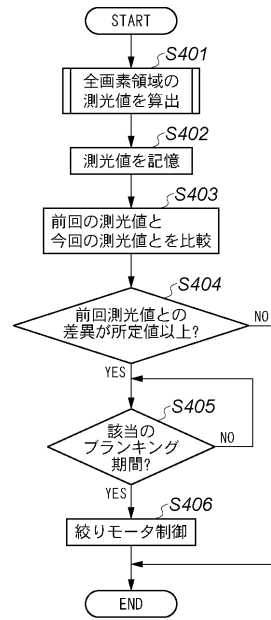 START
S401
全画素領域の
測光値を算出
S402
測光値を記憶
S403
前回の測光値と
今回の測光値とを比較
S404
前回測光値との
差異が所定値以上?
NO
YES
S405
該当の
ブランキング
期間?
NO
YES
S406
絞りモータ制御
END